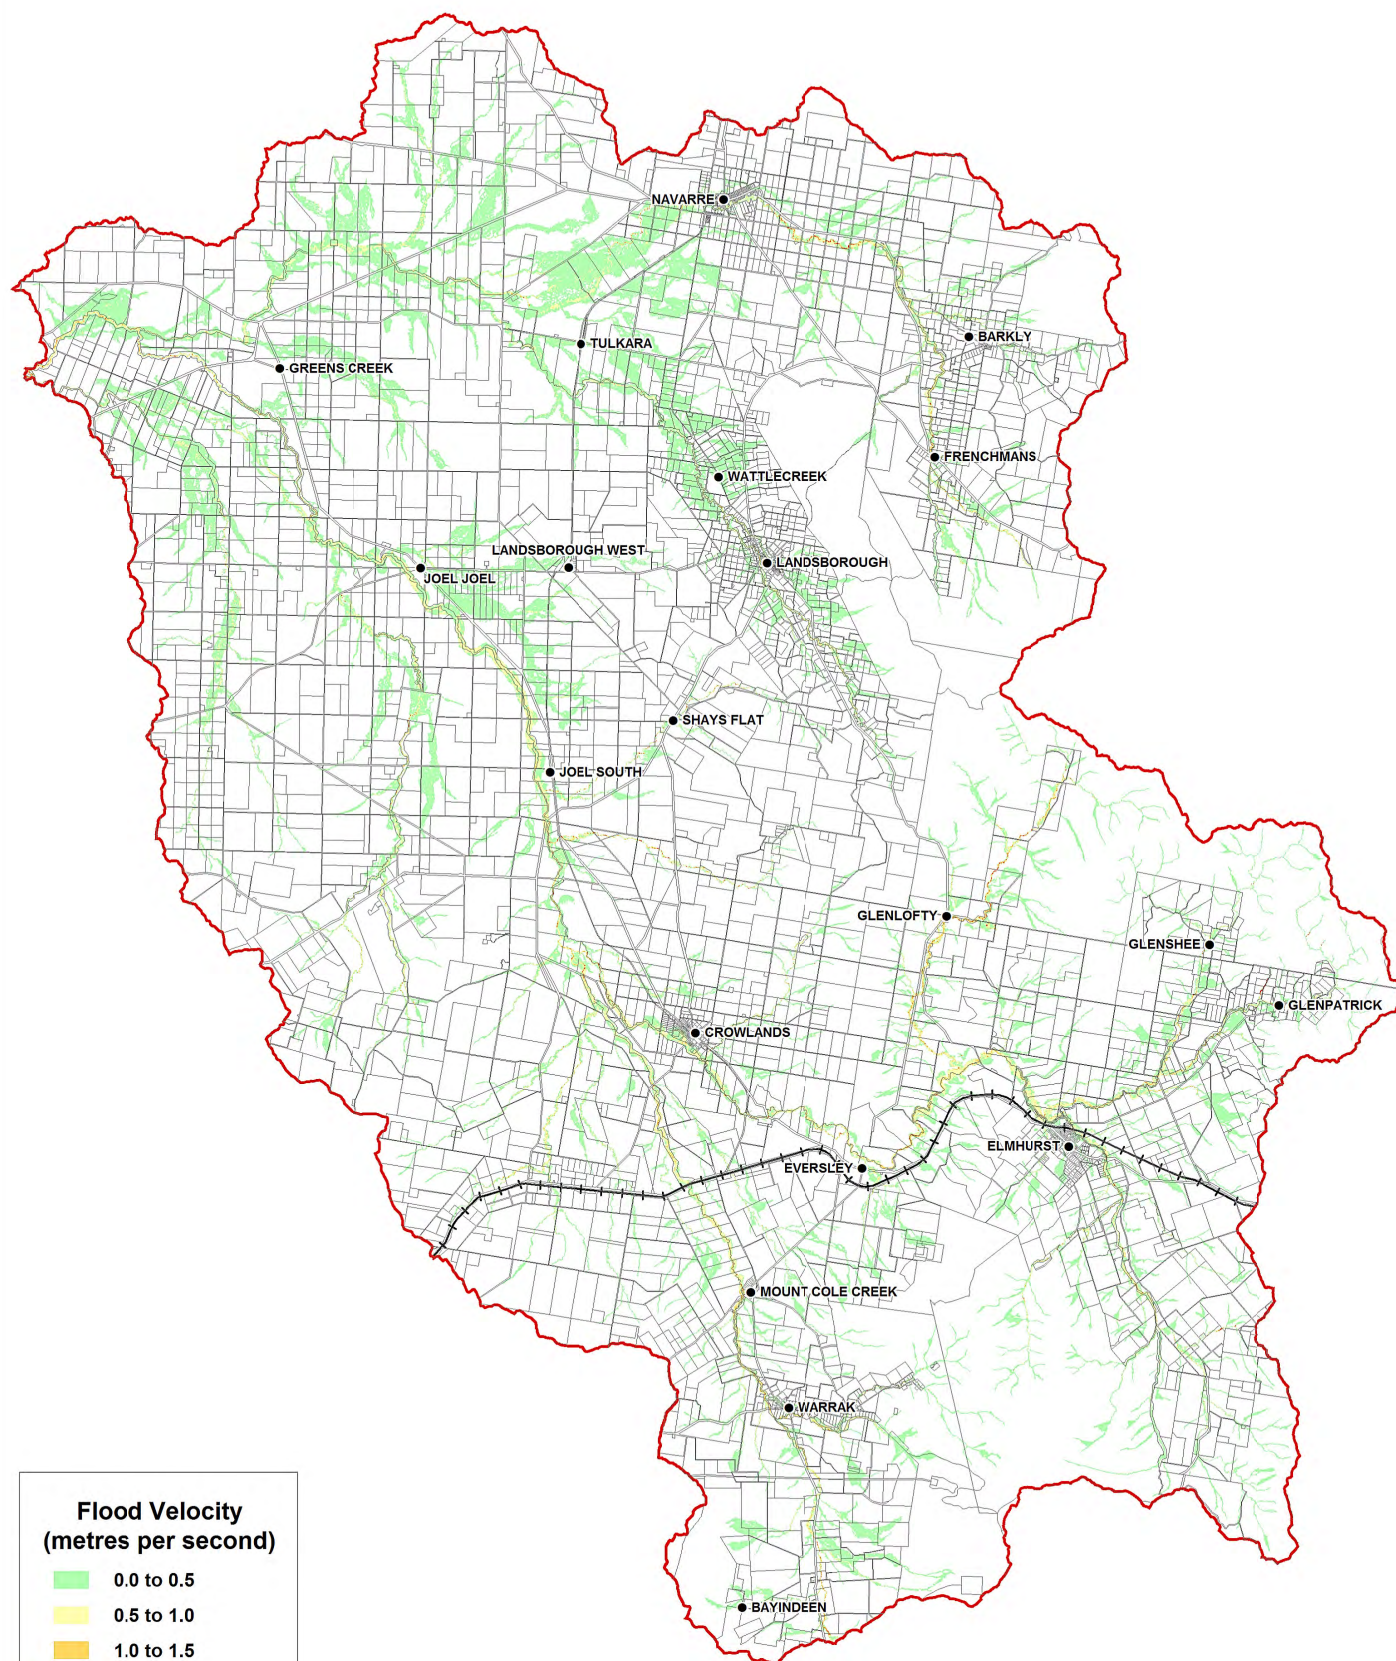 NAVARRE
BARKLY
TULKARA
GREENS CREEK
FRENCHMANS
WATTLECREEK
LANDSBOROUGH WEST
LANDSBOROUGH
JOEL JOEL
SHAYS FLAT
JOEL SOUTH
GLENLOFTY
GLENSHEE
GLENPATRICK
CROWLANDS
ELMHURST
EVERSLEY
MOUNT COLE CREEK
WARRAK
BAYINDEEN
Flood Velocity
(metres per second)
0.0 to 0.5
0.5 to 1.0
1.0 to 1.5